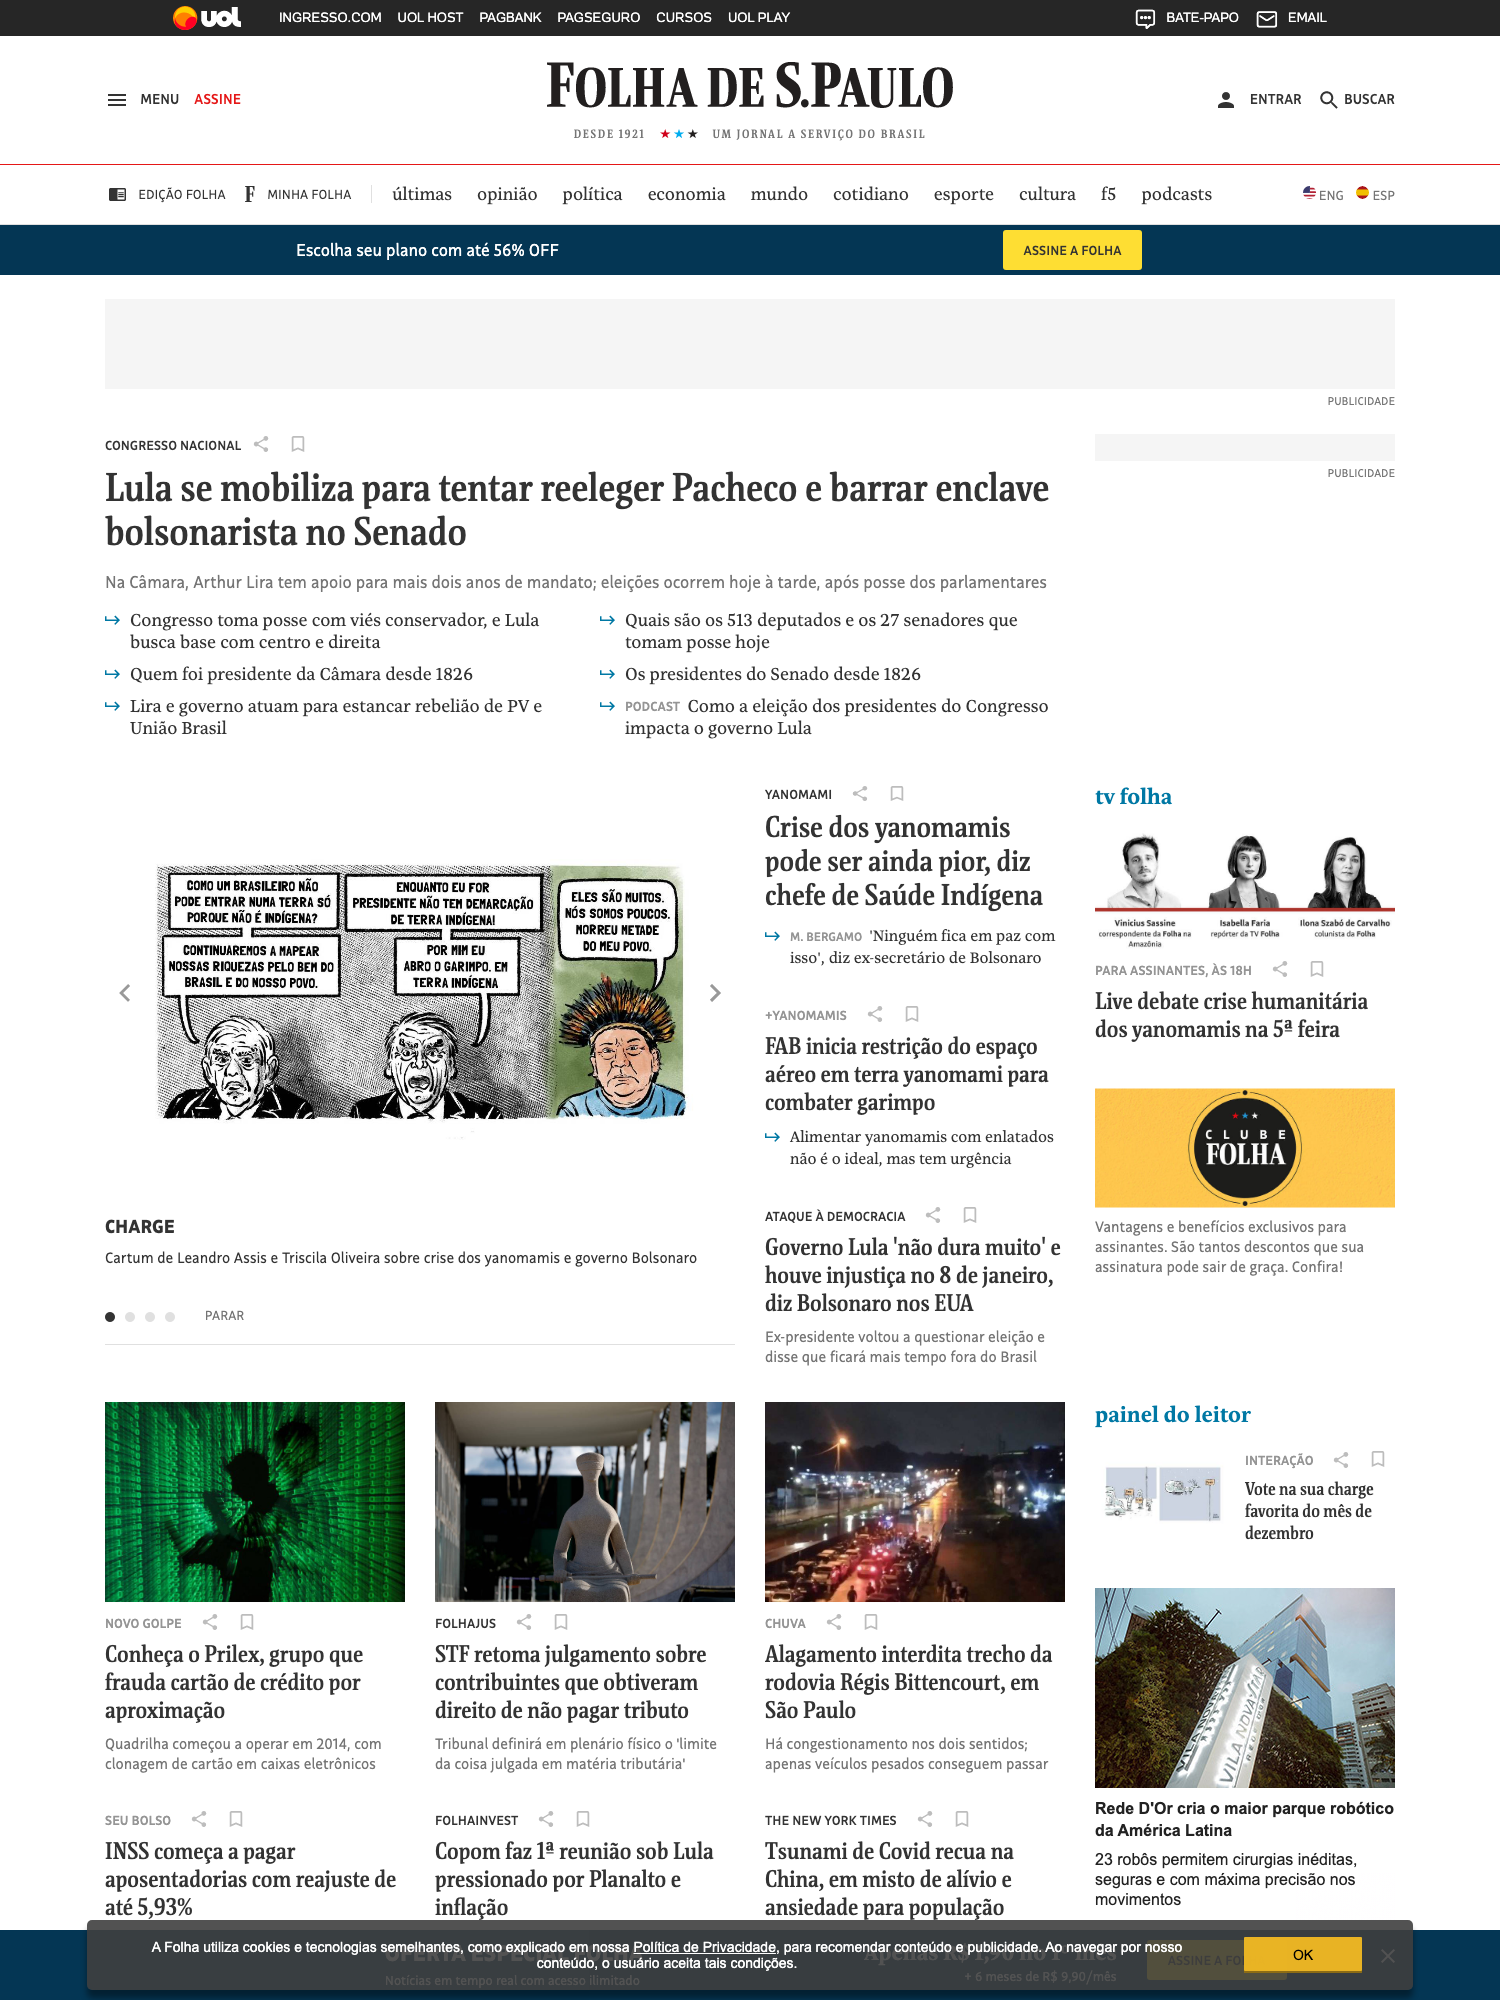 uol
INGRESSO.COM UOL HOST PAGBANK PAGSEGURO CURSOS UOL PLAY
BATE-PAPO EMAIL
MENU ASSINE
FOLHA DE S.PAULO
DESDE 1921 ★★★ UM JORNAL A SERVIÇO DO BRASIL
ENTRAR BUSCAR
EDIÇÃO FOLHA F MINHA FOLHA últimas opinião política economia mundo cotidiano esporte cultura f5 podcasts ENG ESP
Escolha seu plano com até 56% OFF
ASSINE A FOLHA
PUBLICIDADE
CONGRESSO NACIONAL
Lula se mobiliza para tentar reeleger Pacheco e barrar enclave
bolsonarista no Senado
Na Câmara, Arthur Lira tem apoio para mais dois anos de mandato; eleições ocorrem hoje à tarde, após posse dos parlamentares
Congresso toma posse com viés conservador, e Lula
busca base com centro e direita
Quais são os 513 deputados e os 27 senadores que
tomam posse hoje
Quem foi presidente da Câmara desde 1826
Os presidentes do Senado desde 1826
Lira e governo atuam para estancar rebelião de PV e
União Brasil
PODCAST Como a eleição dos presidentes do Congresso
impacta o governo Lula
PUBLICIDADE
COMO UM BRASILEIRO NÃO
PODE ENTRAR NUMA TERRA SÓ
PORQUE NÃO É INDÍGENA?
CONTINUAREMOS A MAPEAR
NOSSAS RIQUEZAS PELO BEM DO
BRASIL E DO NOSSO POVO.
ENQUANTO EU FOR
PRESIDENTE NÃO TEM DEMARCAÇÃO
DE TERRA INDÍGENA!
POR MIM EU
ABRO O GARIMPO. EM
TERRA INDÍGENA
ELES SÃO MUITOS.
NÓS SOMOS POUCOS.
MORREU METADE
DO MEU POVO.
CHARGE
Cartum de Leandro Assis e Triscila Oliveira sobre crise dos yanomamis e governo Bolsonaro
PARAR
YANOMAMI
Crise dos yanomamis
pode ser ainda pior, diz
chefe de Saúde Indígena
M. BERGAMO 'Ninguém fica em paz com
isso', diz ex-secretário de Bolsonaro
+YANOMAMIS
FAB inicia restrição do espaço
aéreo em terra yanomami para
combater garimpo
Alimentar yanomamis com enlatados
não é o ideal, mas tem urgência
ATAQUE À DEMOCRACIA
Governo Lula 'não dura muito' e
houve injustiça no 8 de janeiro,
diz Bolsonaro nos EUA
Ex-presidente voltou a questionar eleição e
disse que ficará mais tempo fora do Brasil
tv folha
Vinicius Sassine
correspondente da Folha na
Amazônia
Isabella Faria
repórter da TV Folha
Ilona Szabó de Carvalho
colunista da Folha
PARA ASSINANTES, ÀS 18H
Live debate crise humanitária
dos yanomamis na 5ª feira
CLUBE
FOLHA
Vantagens e benefícios exclusivos para
assinantes. São tantos descontos que sua
assinatura pode sair de graça. Confira!
NOVO GOLPE
Conheça o Prilex, grupo que
frauda cartão de crédito por
aproximação
Quadrilha começou a operar em 2014, com
clonagem de cartão em caixas eletrônicos
FOLHAJUS
STF retoma julgamento sobre
contribuintes que obtiveram
direito de não pagar tributo
Tribunal definirá em plenário físico o 'limite
da coisa julgada em matéria tributária'
CHUVA
Alagamento interdita trecho da
rodovia Régis Bittencourt, em
São Paulo
Há congestionamento nos dois sentidos;
apenas veículos pesados conseguem passar
painel do leitor
INTERAÇÃO
Vote na sua charge
favorita do mês de
dezembro
VILA NOVA STAR
Rede D'Or cria o maior parque robótico
da América Latina
23 robôs permitem cirurgias inéditas,
seguras e com máxima precisão nos
movimentos
SEU BOLSO
INSS começa a pagar
aposentadorias com reajuste de
até 5,93%
FOLHAINVEST
Copom faz 1ª reunião sob Lula
pressionado por Planalto e
inflação
THE NEW YORK TIMES
Tsunami de Covid recua na
China, em misto de alívio e
ansiedade para população
A Folha utiliza cookies e tecnologias semelhantes, como explicado em nossa Política de Privacidade, para recomendar conteúdo e publicidade. Ao navegar por nosso
conteúdo, o usuário aceita tais condições.
OK
Notícias em tempo real com acesso ilimitado
+ 6 meses de R$ 9,90/mês
ASSINE A FO